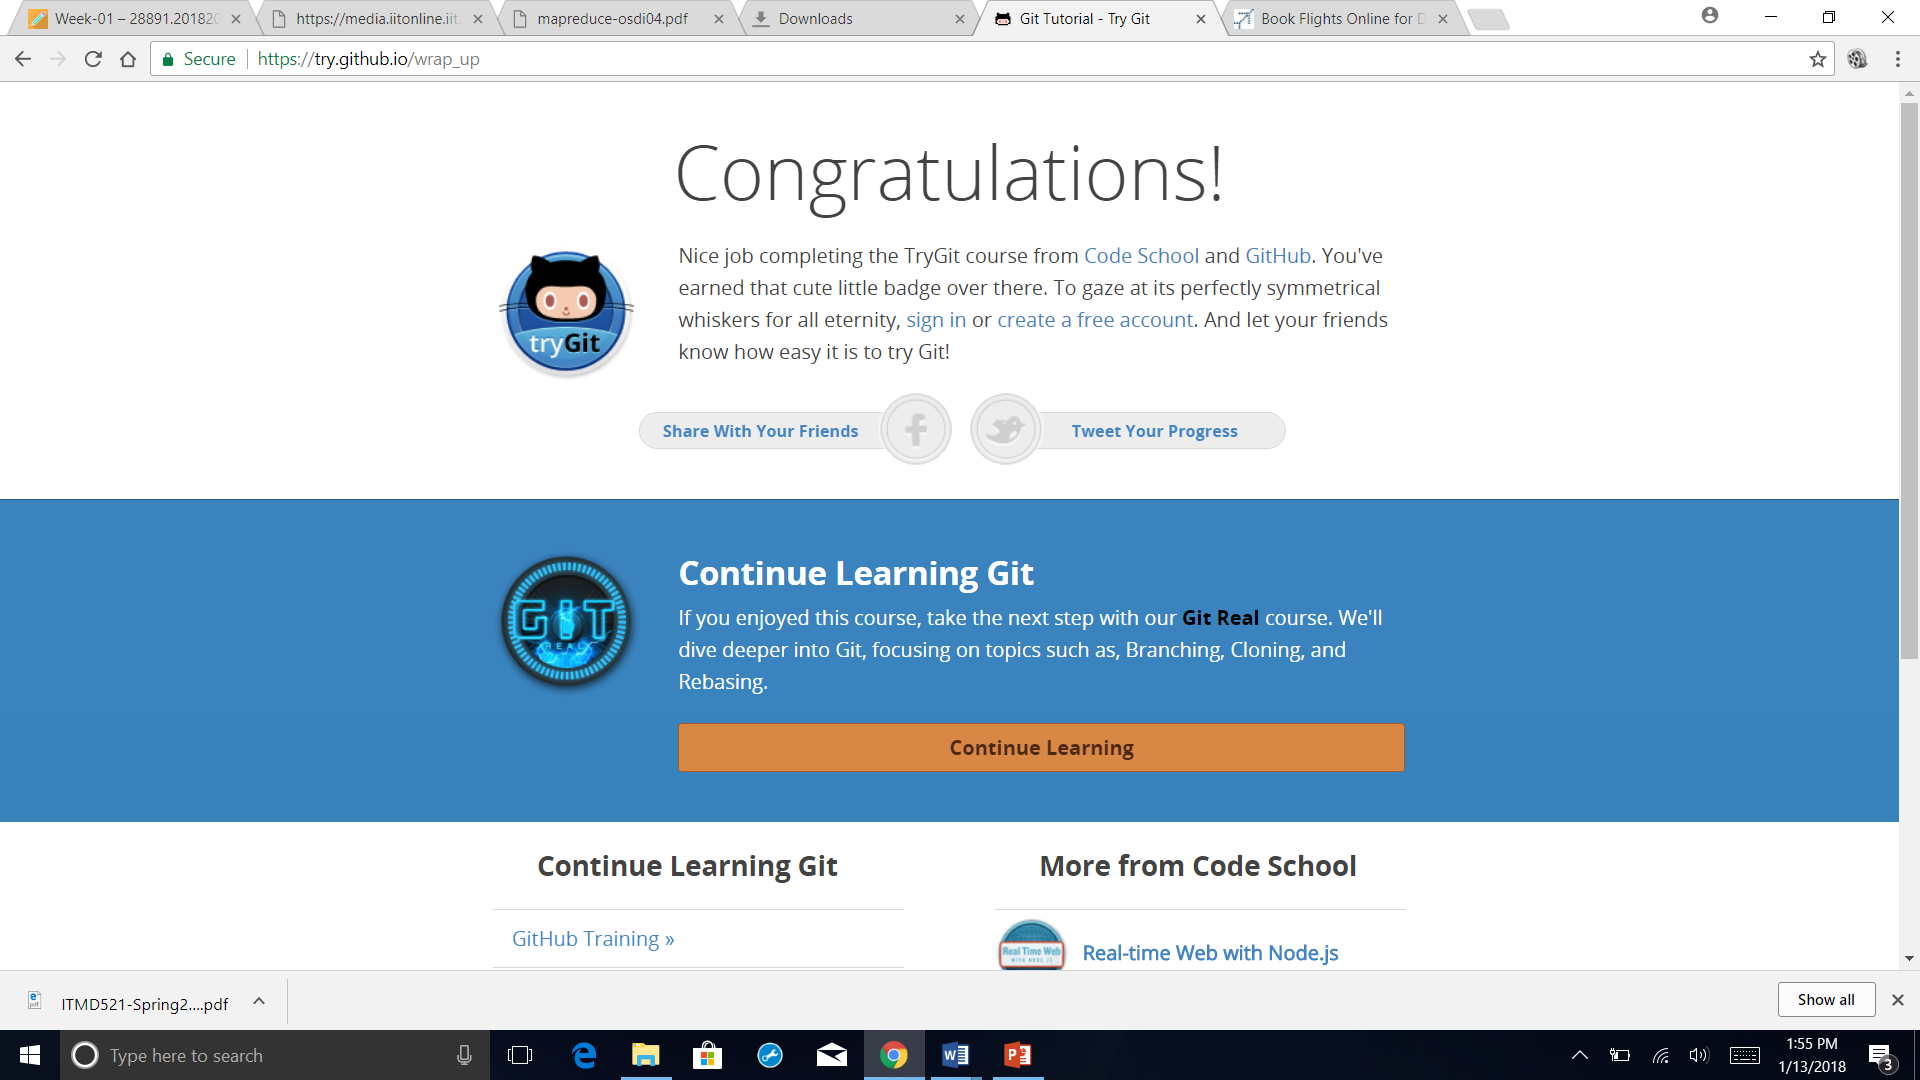 Week-01 – 28891.20182
https://media.iitonline.iit.
mapreduce-osdi04.pdf
Downloads
Git Tutorial - Try Git
Book Flights Online for D
Secure
https://try.github.io/wrap_up
Congratulations!
Nice job completing the TryGit course from Code School and GitHub. You've
earned that cute little badge over there. To gaze at its perfectly symmetrical
whiskers for all eternity, sign in or create a free account. And let your friends
know how easy it is to try Git!
tryGit
Share With Your Friends
Tweet Your Progress
GIT
REAL
Continue Learning Git
If you enjoyed this course, take the next step with our Git Real course. We'll
dive deeper into Git, focusing on topics such as, Branching, Cloning, and
Rebasing.
Continue Learning
Continue Learning Git
GitHub Training »
More from Code School
Real Time Web
WITH NODE.JS
Real-time Web with Node.js
ITMD521-Spring2....pdf
Show all
Type here to search
1:55 PM
1/13/2018
3